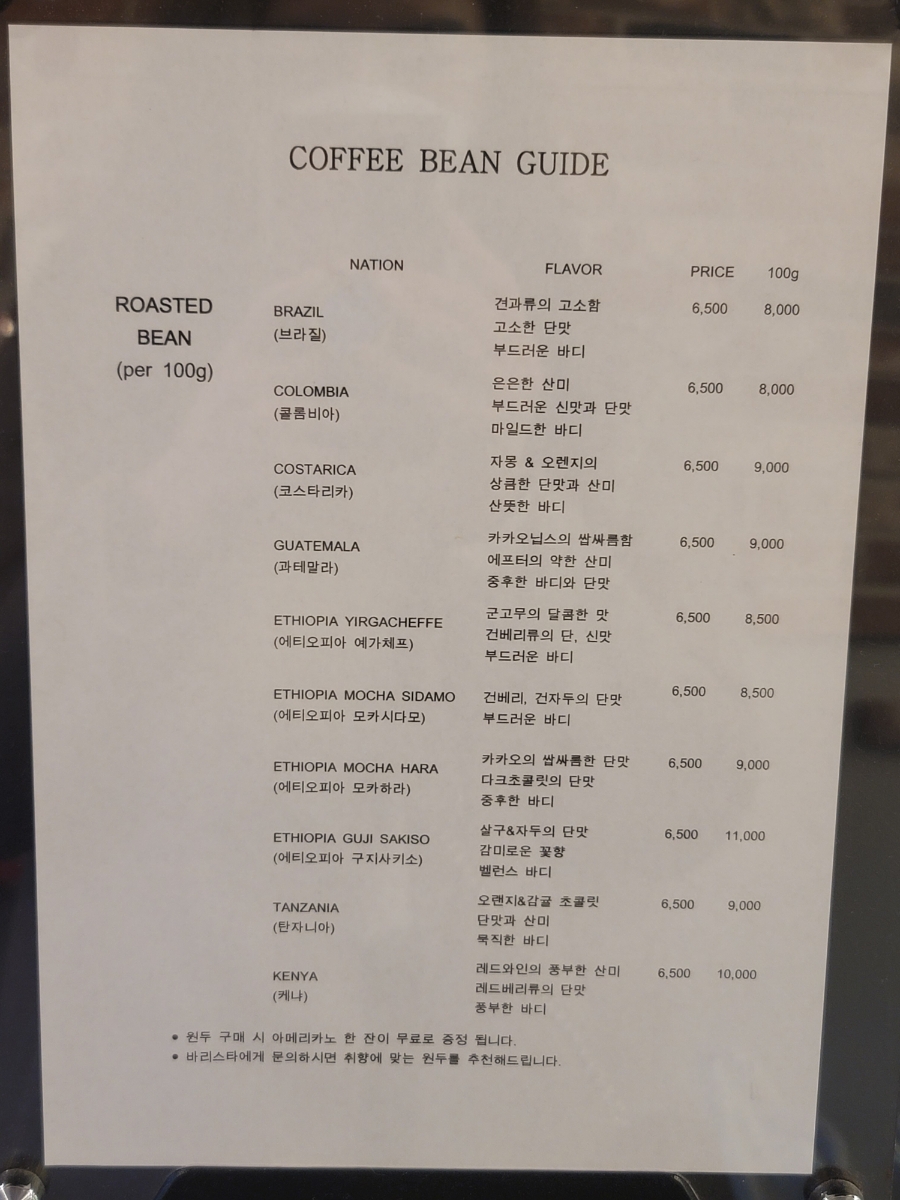 COFFEE BEAN GUIDE
NATION FLAVOR PRICE 100g
ROASTED
BEAN
(per 100g)
BRAZIL
(브라질)
견과류의 고소함
고소한 단맛
부드러운 바디
6,500 8,000
COLOMBIA
(콜롬비아)
은은한 산미
부드러운 신맛과 단맛
마일드한 바디
6,500 8,000
COSTARICA
(코스타리카)
자몽 & 오렌지의
상큼한 단맛과 산미
산뜻한 바디
6,500 9,000
GUATEMALA
(과테말라)
카카오닙스의 쌉싸름함
에프터의 약한 산미
중후한 바디와 단맛
6,500 9,000
ETHIOPIA YIRGACHEFFE
(에티오피아 예가체프)
군고무의 달콤한 맛
건베리류의 단, 신맛
부드러운 바디
6,500 8,500
ETHIOPIA MOCHA SIDAMO
(에티오피아 모카시다모)
건베리, 건자두의 단맛
부드러운 바디
6,500 8,500
ETHIOPIA MOCHA HARA
(에티오피아 모카하라)
카카오의 쌉싸름한 단맛
다크초콜릿의 단맛
중후한 바디
6,500 9,000
ETHIOPIA GUJI SAKISO
(에티오피아 구지사키소)
살구&자두의 단맛
감미로운 꽃향
벨런스 바디
6,500 11,000
TANZANIA
(탄자니아)
오랜지&감귤 초콜릿
단맛과 산미
묵직한 바디
6,500 9,000
KENYA
(케냐)
레드와인의 풍부한 산미
레드베리류의 단맛
풍부한 바디
6,500 10,000
• 원두 구매 시 아메리카노 한 잔이 무료로 증정 됩니다.
• 바리스타에게 문의하시면 취향에 맞는 원두를 추천해드립니다.